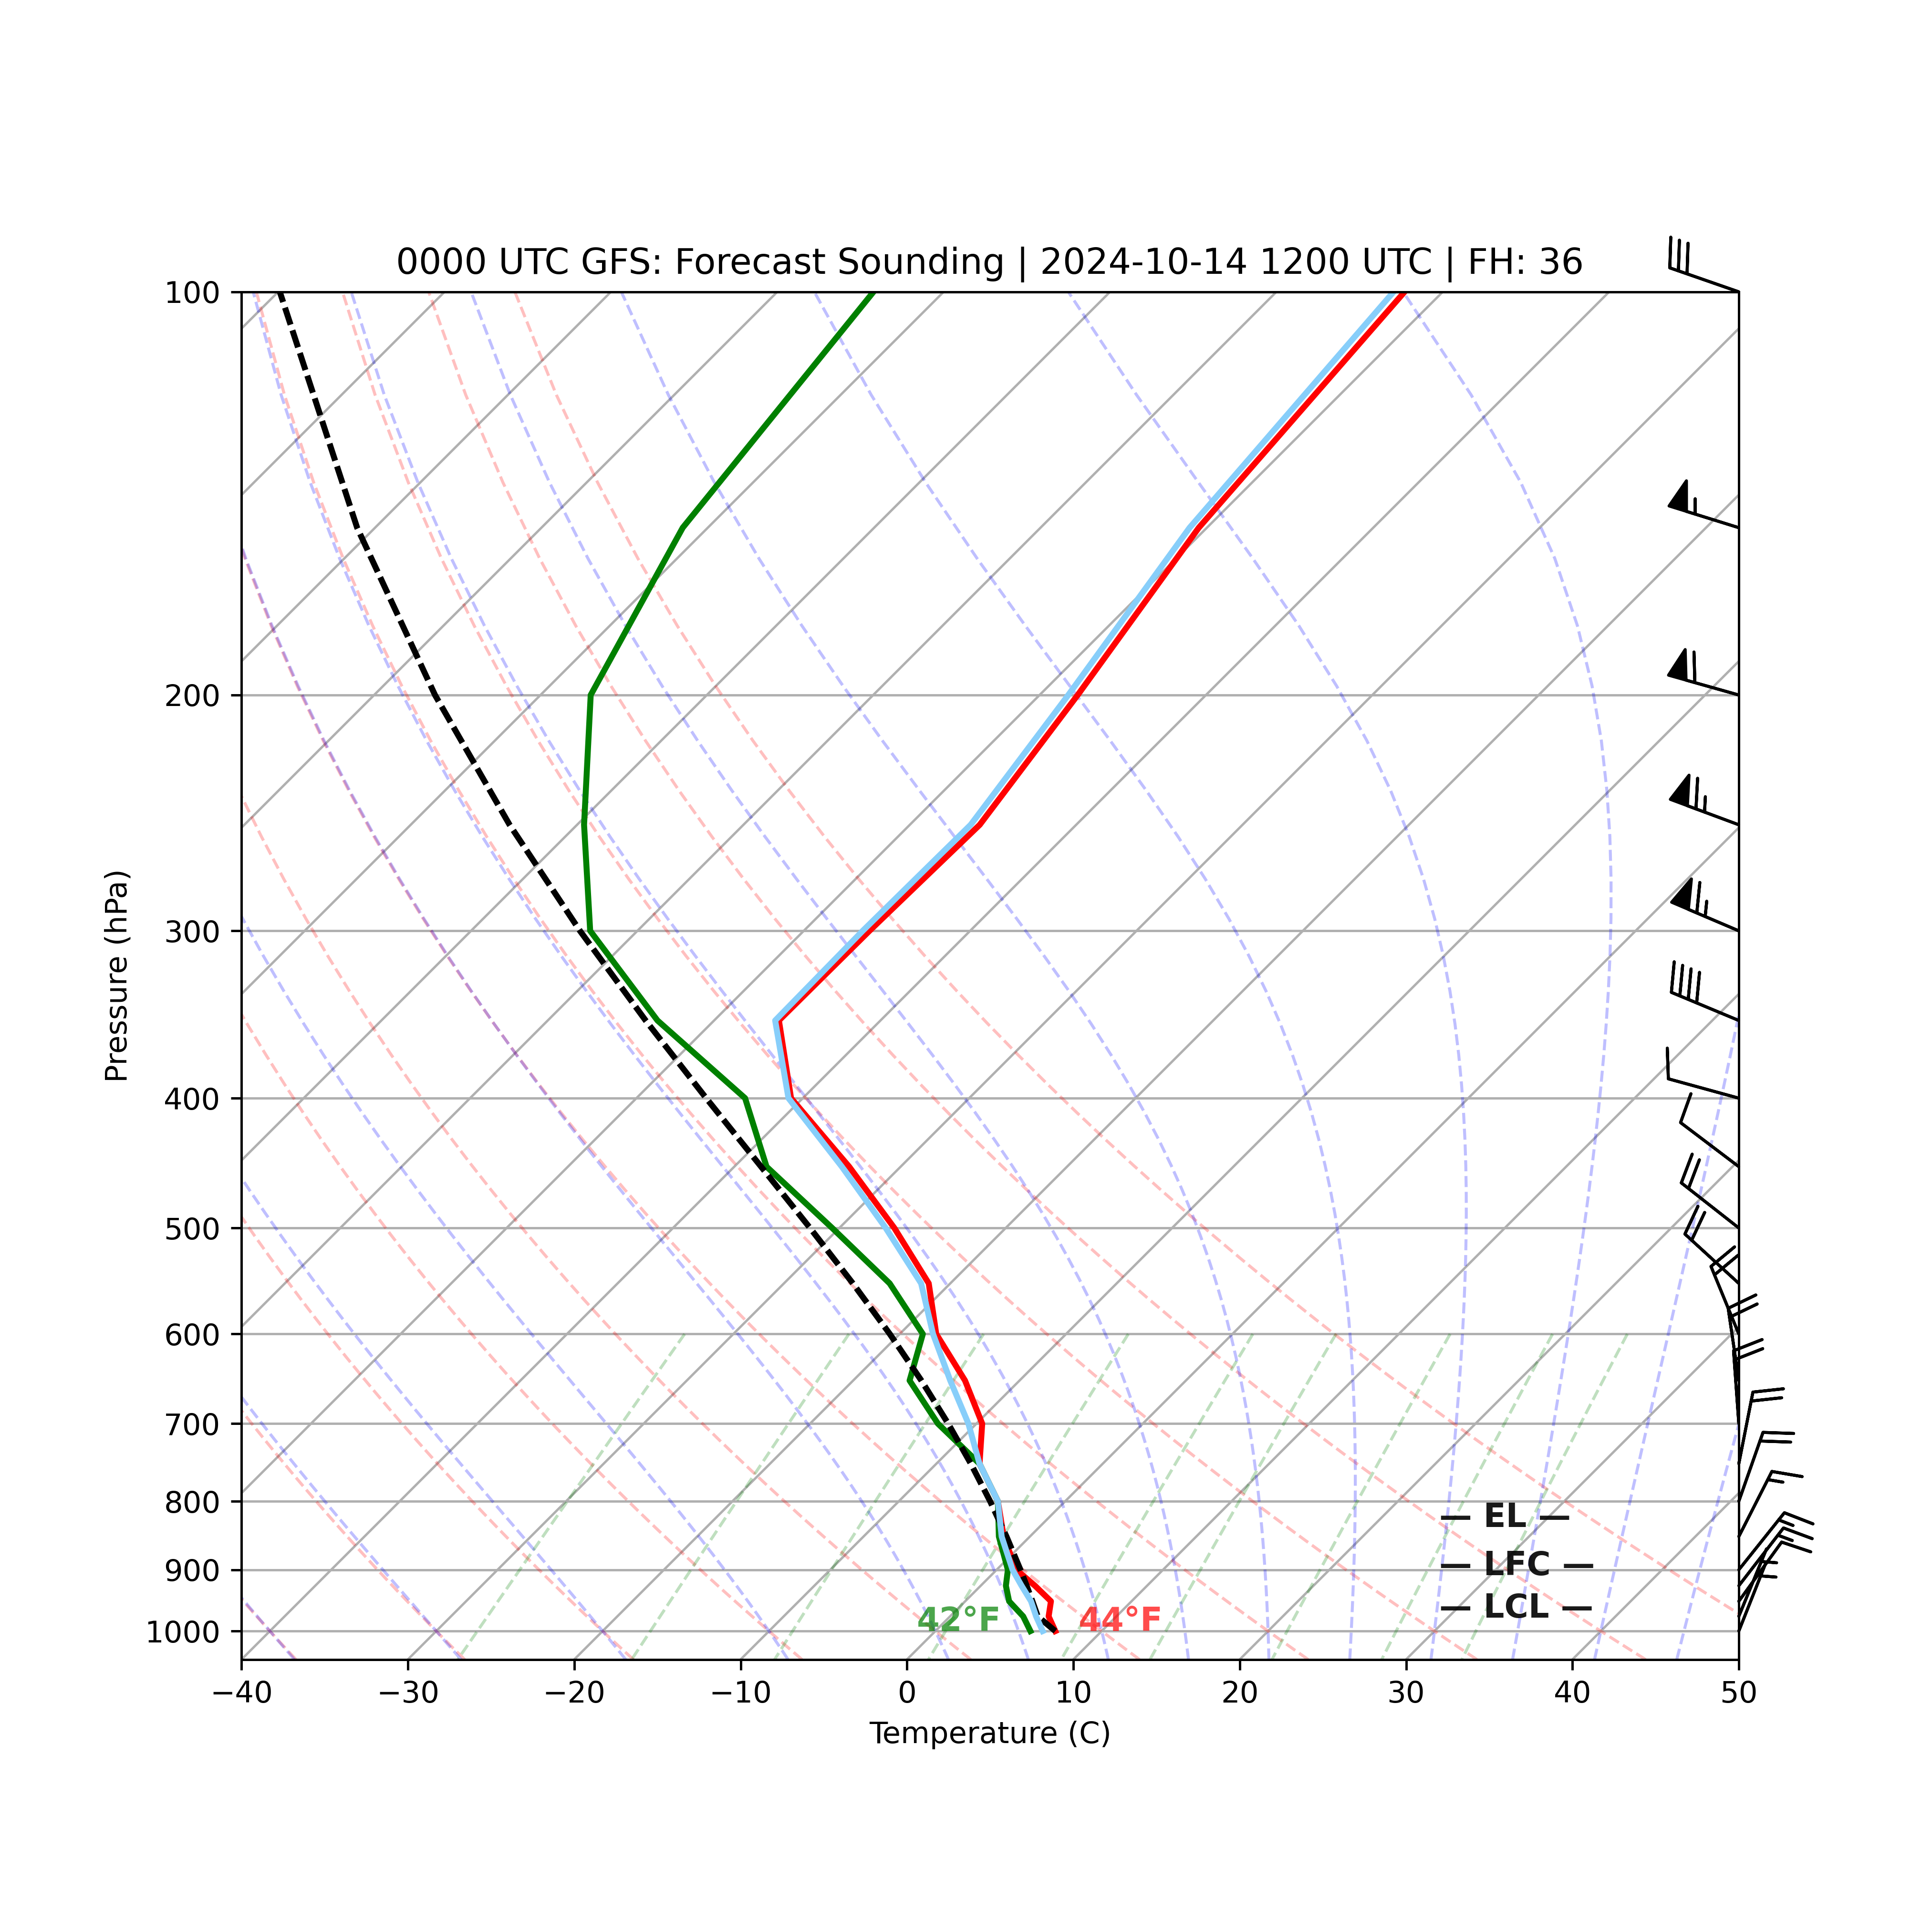 0000 UTC GFS: Forecast Sounding | 2024-10-14 1200 UTC | FH: 36
100
200
300
400
500
600
700
800
900
1000
Pressure (hPa)
— EL —
— LFC —
— LCL —
42°F 44°F
−40 −30 −20 −10 0 10 20 30 40 50
Temperature (C)